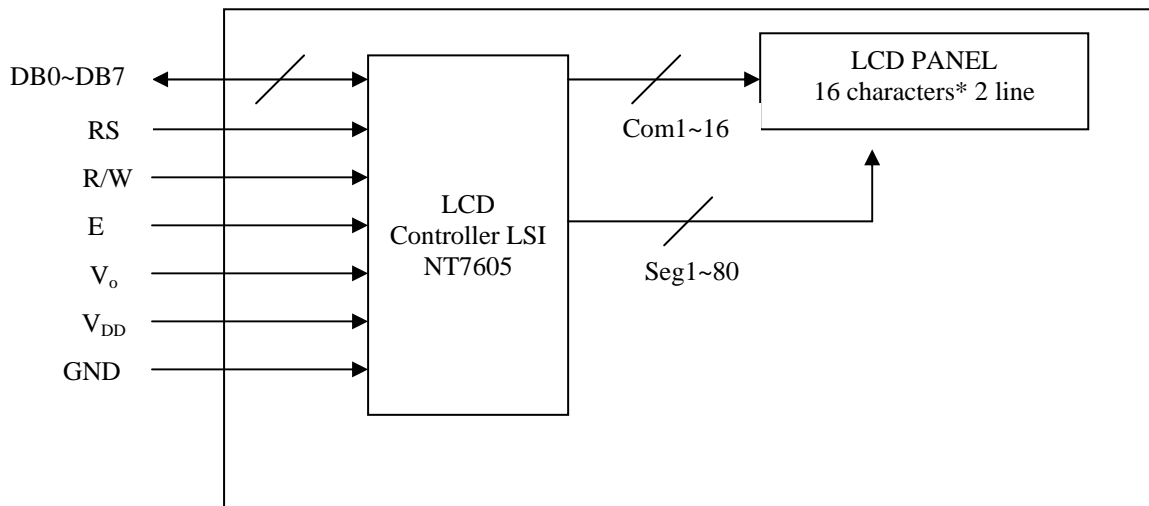 DB0~DB7
RS
R/W
E
Vo
VDD
GND
LCD
Controller LSI
NT7605
Com1~16
Seg1~80
LCD PANEL
16 characters* 2 line